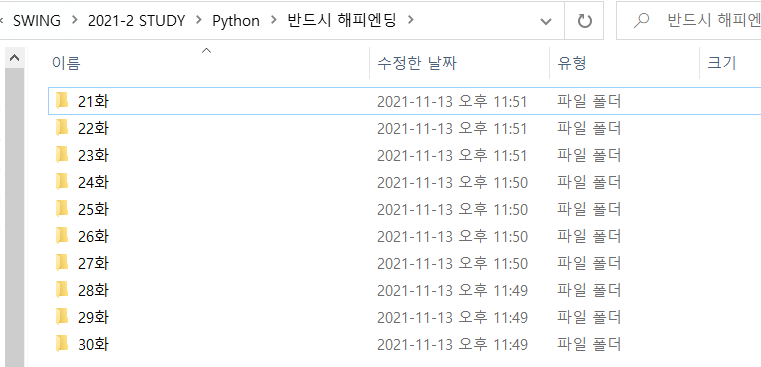 SWING > 2021-2 STUDY > Python > 반드시 해피엔딩 >
반드시 해피엔
이름 수정한 날짜 유형 크기
21화 2021-11-13 오후 11:51 파일 폴더
22화 2021-11-13 오후 11:51 파일 폴더
23화 2021-11-13 오후 11:51 파일 폴더
24화 2021-11-13 오후 11:50 파일 폴더
25화 2021-11-13 오후 11:50 파일 폴더
26화 2021-11-13 오후 11:50 파일 폴더
27화 2021-11-13 오후 11:50 파일 폴더
28화 2021-11-13 오후 11:49 파일 폴더
29화 2021-11-13 오후 11:49 파일 폴더
30화 2021-11-13 오후 11:49 파일 폴더